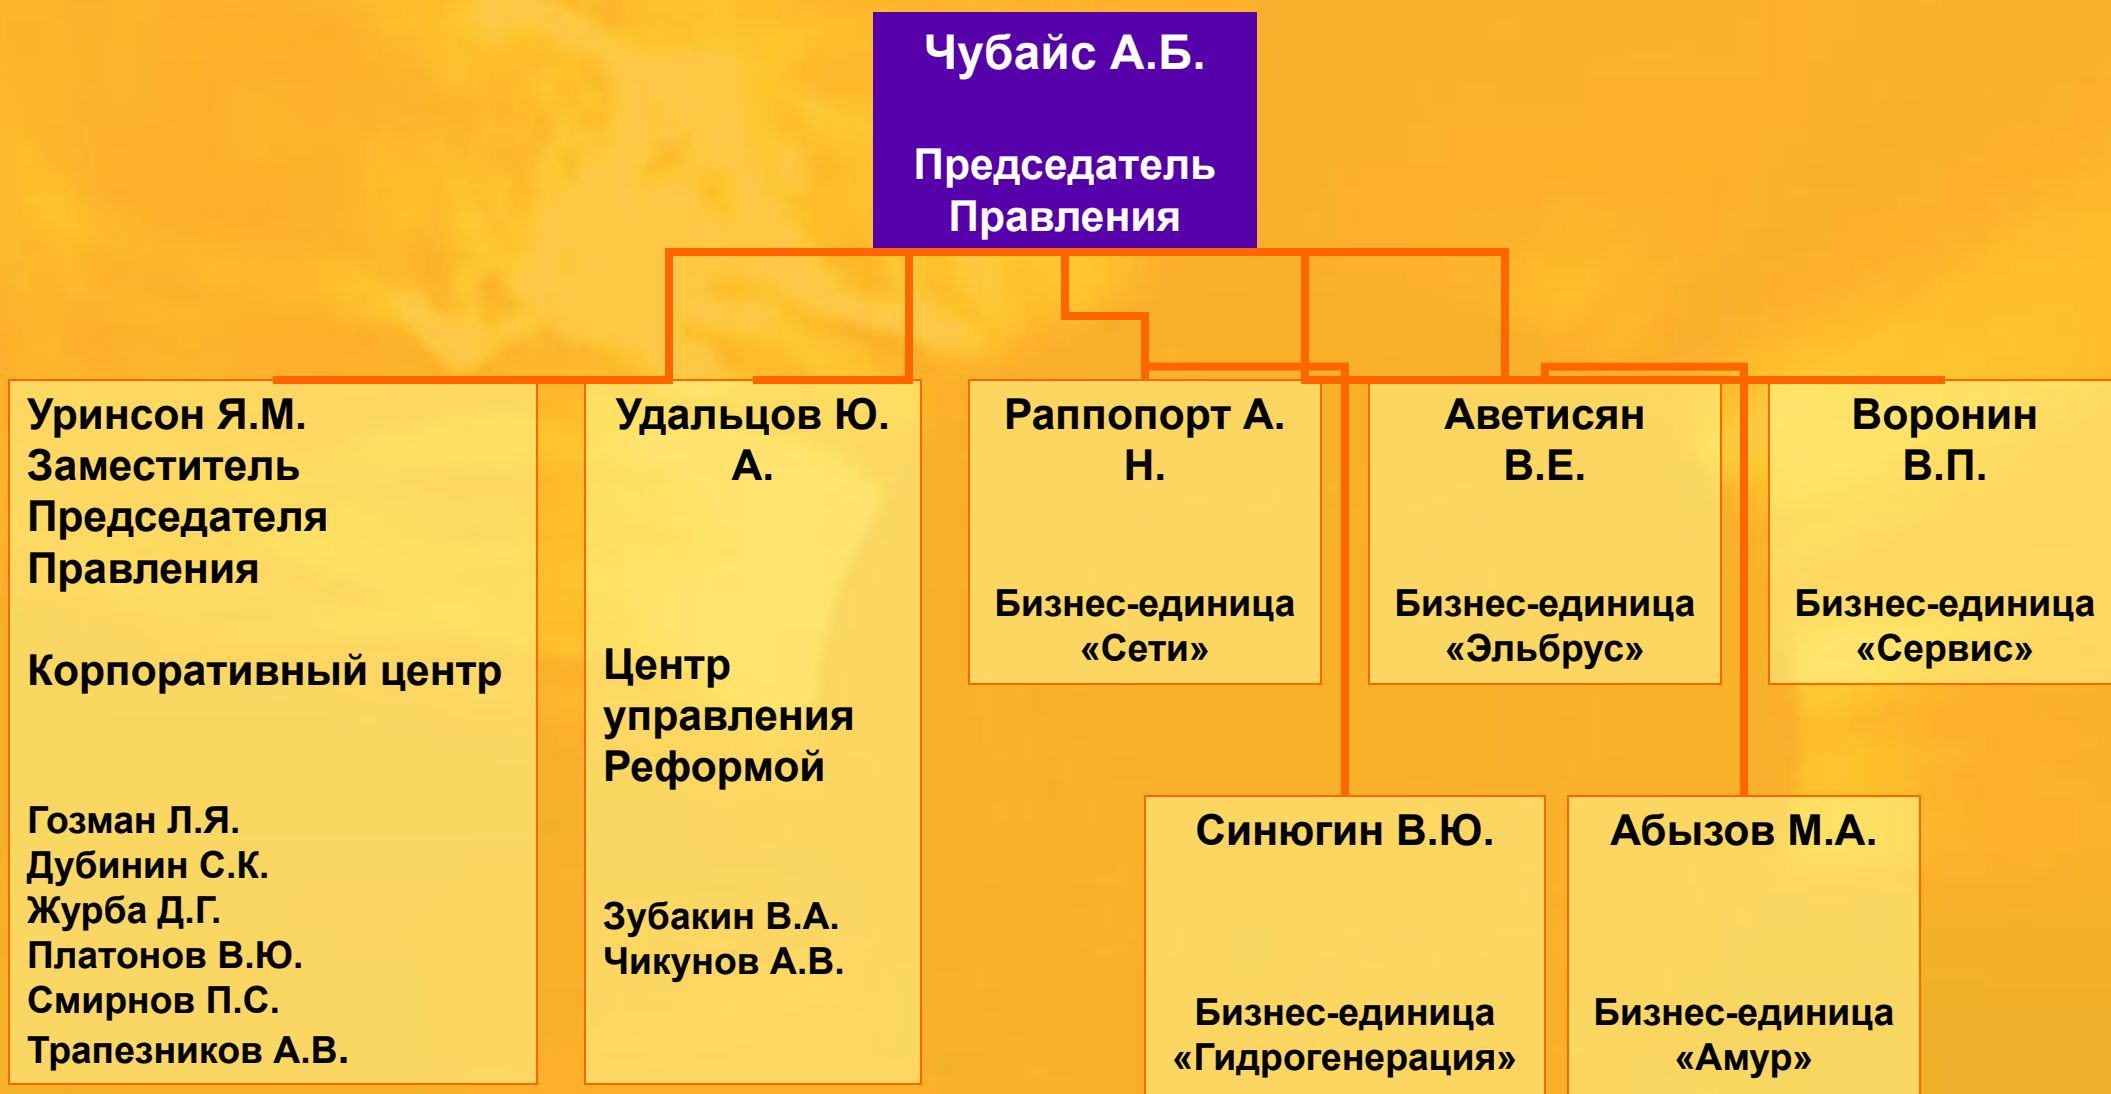 Чубайс А.Б.
Председатель
Правления
Уринсон Я.М.
Заместитель
Председателя
Правления
Корпоративный центр
Гозман Л.Я.
Дубинин С.К.
Журба Д.Г.
Платонов В.Ю.
Смирнов П.С.
Трапезников А.В.
Удальцов Ю.
А.
Центр
управления
Реформой
Зубакин В.А.
Чикунов А.В.
Раппопорт А.
Н.
Бизнес-единица
«Сети»
Аветисян
В.Е.
Бизнес-единица
«Эльбрус»
Воронин
В.П.
Бизнес-единица
«Сервис»
Синюгин В.Ю.
Бизнес-единица
«Гидрогенерация»
Абызов М.А.
Бизнес-единица
«Амур»